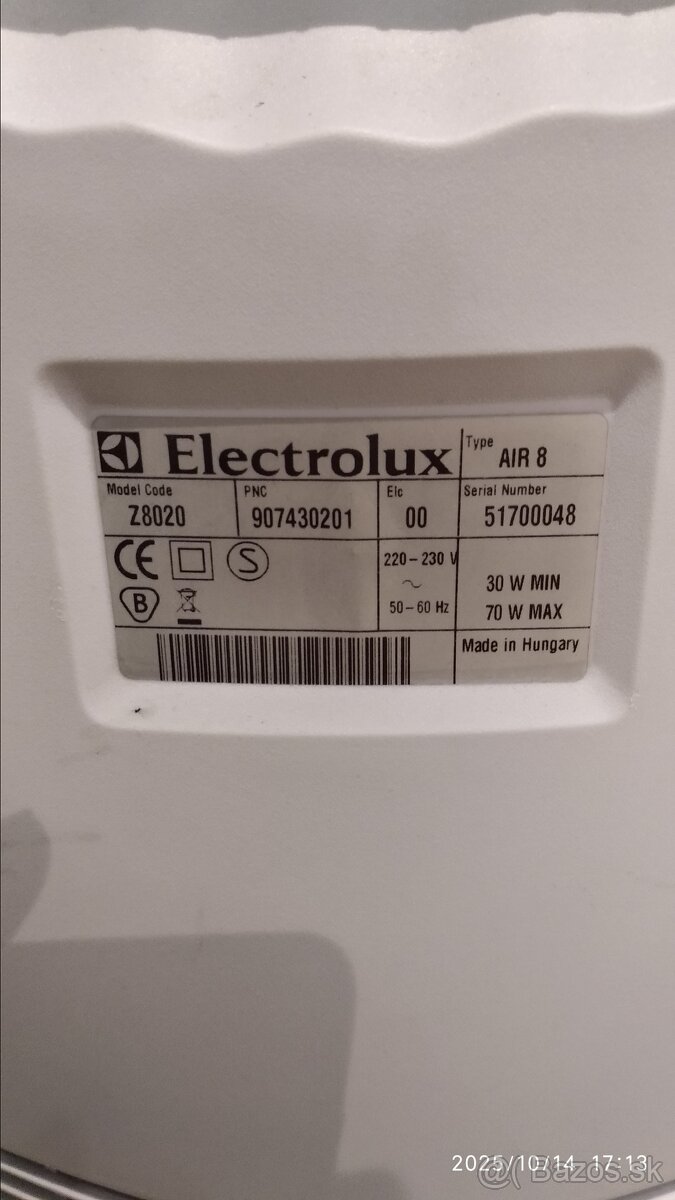 Electrolux Type AIR 8
Model Code PNC Elc Serial Number
Z8020 907430201 00 51700048
CE S 220-230 V 30 W MIN
B ~ 50-60 Hz 70 W MAX
Made in Hungary
2025/10/14 17:13
@ Bazos.sk